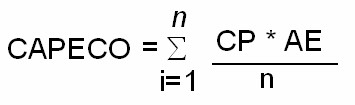 n
CAPECO = Σ CP * AE
i=1 n